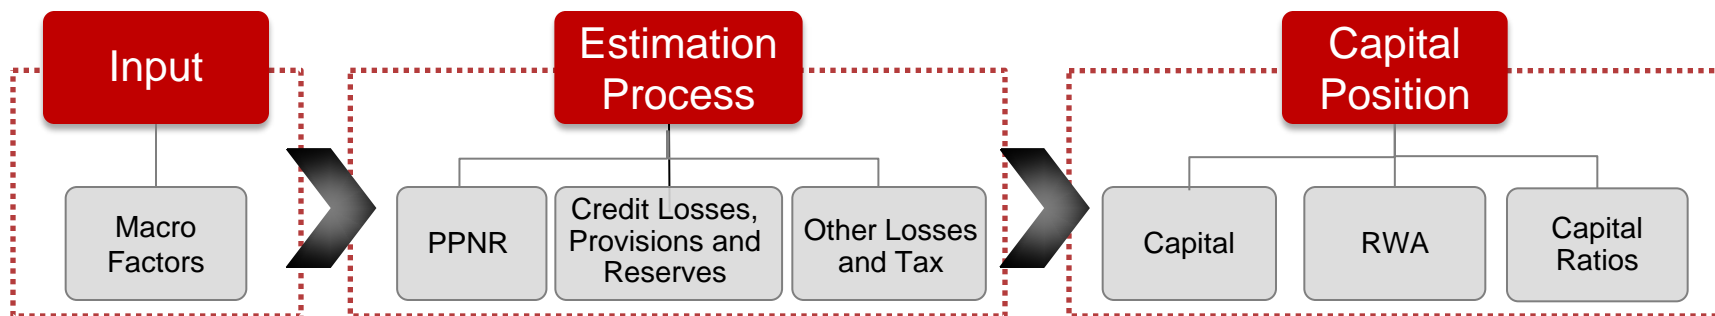 Input
Macro
Factors
Estimation
Process
PPNR
Credit Losses,
Provisions and
Reserves
Other Losses
and Tax
Capital
Position
Capital
RWA
Capital
Ratios